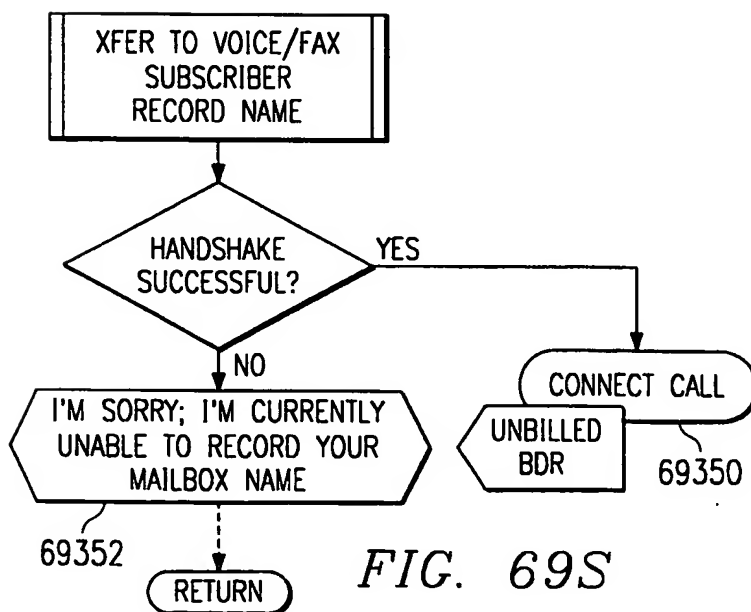 XFER TO VOICE/FAX
SUBSCRIBER
RECORD NAME
HANDSHAKE
SUCCESSFUL?
YES
NO
CONNECT CALL
UNBILLED
BDR
69350
I'M SORRY; I'M CURRENTLY
UNABLE TO RECORD YOUR
MAILBOX NAME
69352
RETURN
FIG. 69S